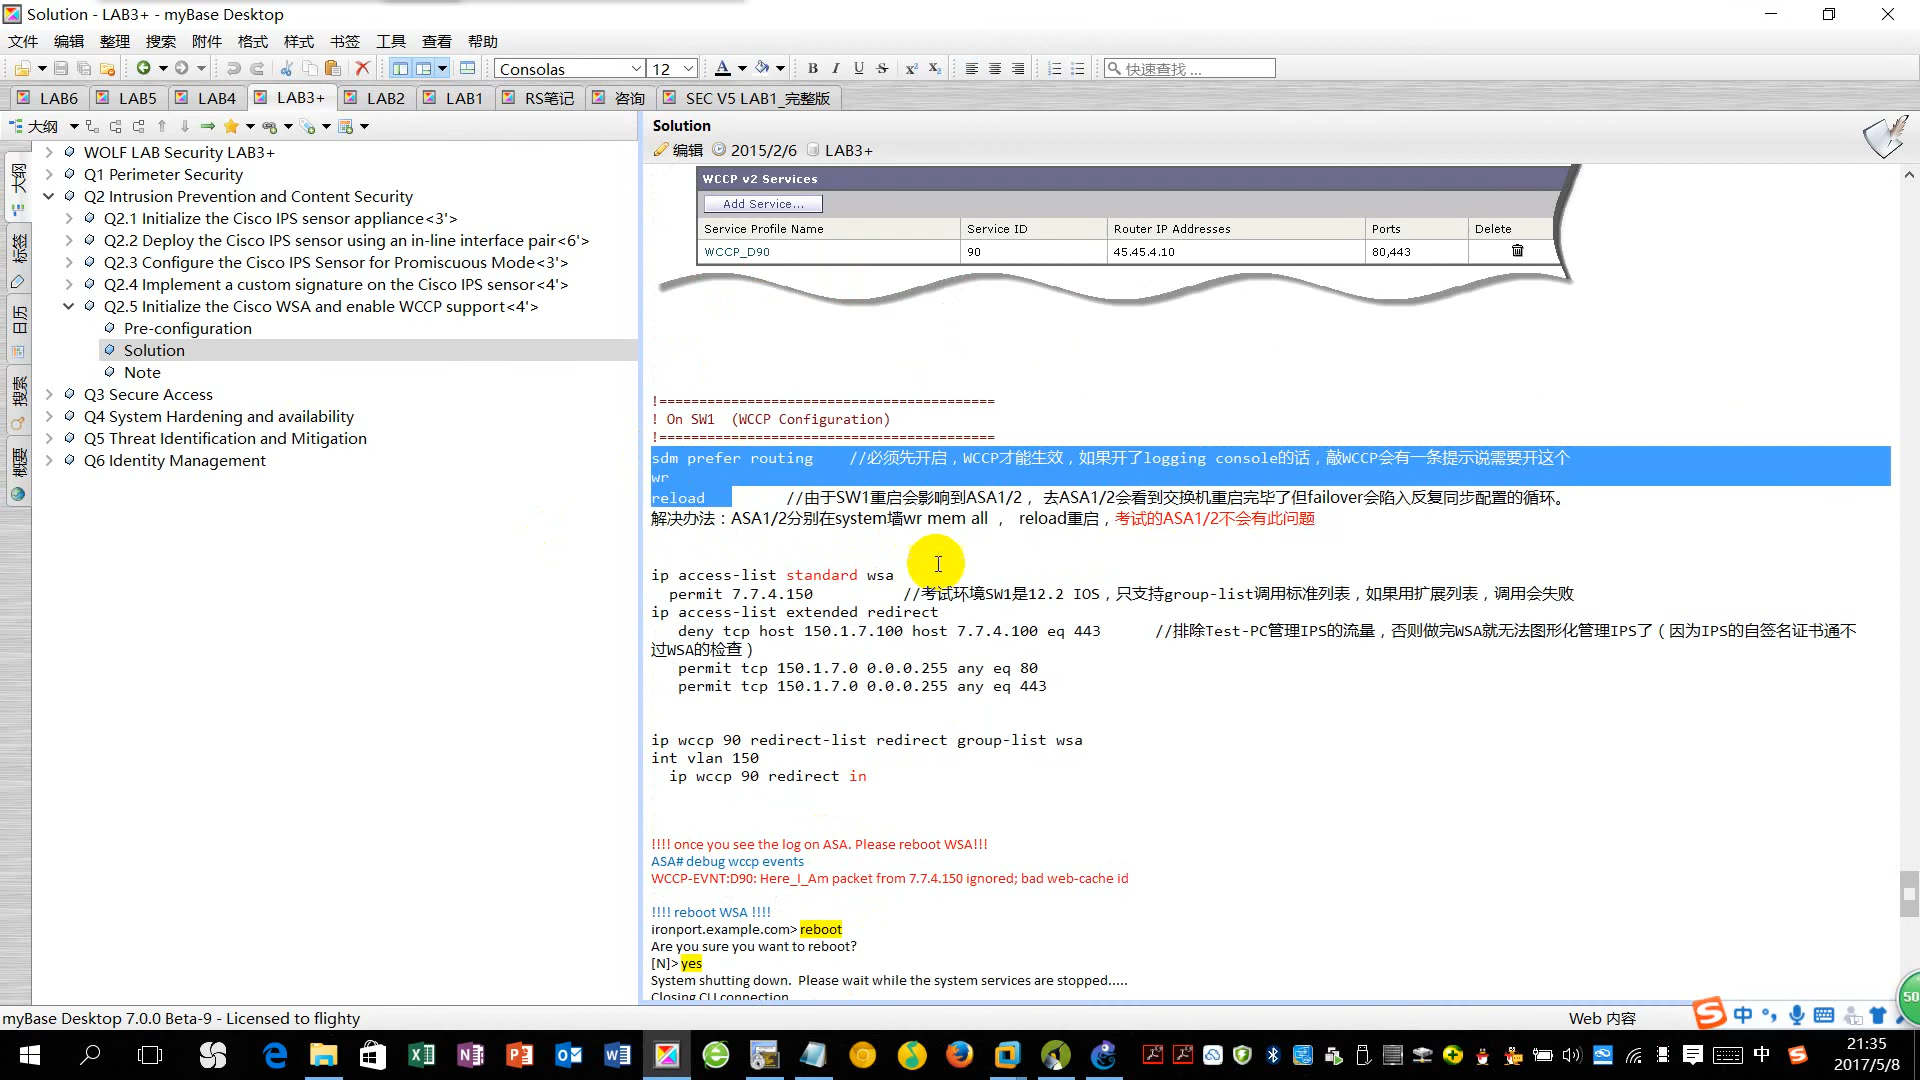 Solution - LAB3+ - myBase Desktop
文件 编辑 整理 搜索 附件 格式 样式 书签 工具 查看 帮助
Consolas 12 B I U S 快速查找 ...
LAB6 LAB5 LAB4 LAB3+ LAB2 LAB1 RS笔记 咨询 SEC V5 LAB1_完整版
大纲
大纲
标签
日历
搜索
概要
WOLF LAB Security LAB3+
Q1 Perimeter Security
Q2 Intrusion Prevention and Content Security
Q2.1 Initialize the Cisco IPS sensor appliance<3'>
Q2.2 Deploy the Cisco IPS sensor using an in-line interface pair<6'>
Q2.3 Configure the Cisco IPS Sensor for Promiscuous Mode<3'>
Q2.4 Implement a custom signature on the Cisco IPS sensor<4'>
Q2.5 Initialize the Cisco WSA and enable WCCP support<4'>
Pre-configuration
Solution
Note
Q3 Secure Access
Q4 System Hardening and availability
Q5 Threat Identification and Mitigation
Q6 Identity Management
Solution
编辑 2015/2/6 LAB3+
WCCP v2 Services
Add Service...
Service Profile Name Service ID Router IP Addresses Ports Delete
WCCP_D90 90 45.45.4.10 80,443
!==========================================
! On SW1 (WCCP Configuration)
!==========================================
sdm prefer routing //必须先开启，WCCP才能生效，如果开了logging console的话，敲WCCP会有一条提示说需要开这个
wr
reload //由于SW1重启会影响到ASA1/2， 去ASA1/2会看到交换机重启完毕了但failover会陷入反复同步配置的循环。
解决办法：ASA1/2分别在system墙wr mem all ， reload重启，考试的ASA1/2不会有此问题
ip access-list standard wsa
permit 7.7.4.150 //考试环境SW1是12.2 IOS，只支持group-list调用标准列表，如果用扩展列表，调用会失败
ip access-list extended redirect
deny tcp host 150.1.7.100 host 7.7.4.100 eq 443 //排除Test-PC管理IPS的流量，否则做完WSA就无法图形化管理IPS了（因为IPS的自签名证书通不
过WSA的检查）
permit tcp 150.1.7.0 0.0.0.255 any eq 80
permit tcp 150.1.7.0 0.0.0.255 any eq 443
ip wccp 90 redirect-list redirect group-list wsa
int vlan 150
ip wccp 90 redirect in
!!!! once you see the log on ASA. Please reboot WSA!!!
ASA# debug wccp events
WCCP-EVNT:D90: Here_I_Am packet from 7.7.4.150 ignored; bad web-cache id
!!!! reboot WSA !!!!
ironport.example.com> reboot
Are you sure you want to reboot?
[N]> yes
System shutting down. Please wait while the system services are stopped.....
Closing CLI connection
myBase Desktop 7.0.0 Beta-9 - Licensed to flighty
Web 内容
中
50
中
21:35
2017/5/8